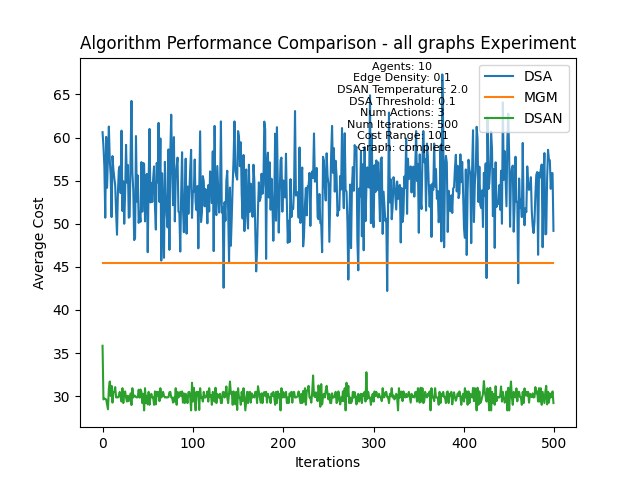 Algorithm Performance Comparison - all graphs Experiment
Agents: 10
Edge Density: 0.1
DSAN Temperature: 2.0
DSA Threshold: 0.1
Num Actions: 3
Num Iterations: 500
Cost Range: 101
Graph: complete
DSA
MGM
DSAN
Average Cost
65
60
55
50
45
40
35
30
0
100
200
300
400
500
Iterations